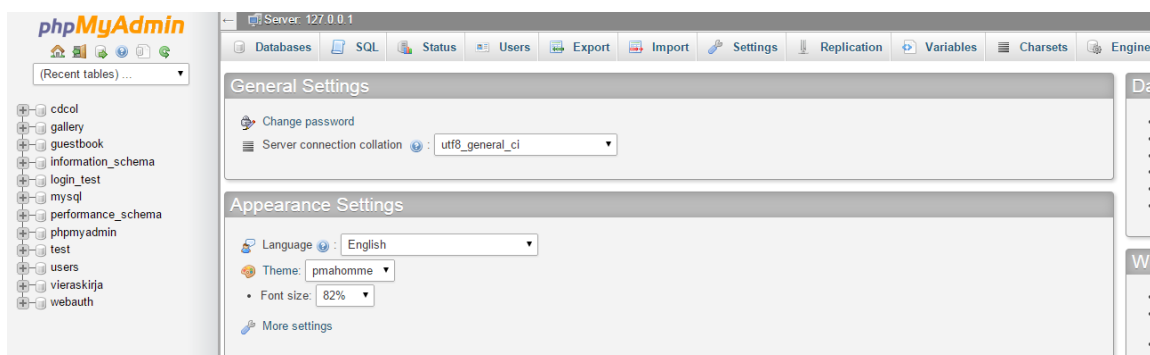 phpMyAdmin
(Recent tables) ...
cdcol
gallery
guestbook
information_schema
login_test
mysql
performance_schema
phpmyadmin
test
users
vieraskirja
webauth
Server: 127.0.0.1
Databases SQL Status Users Export Import Settings Replication Variables Charsets Engine
General Settings
Change password
Server connection collation : utf8_general_ci
Appearance Settings
Language : English
Theme: pmahomme
• Font size: 82%
More settings
Da
W